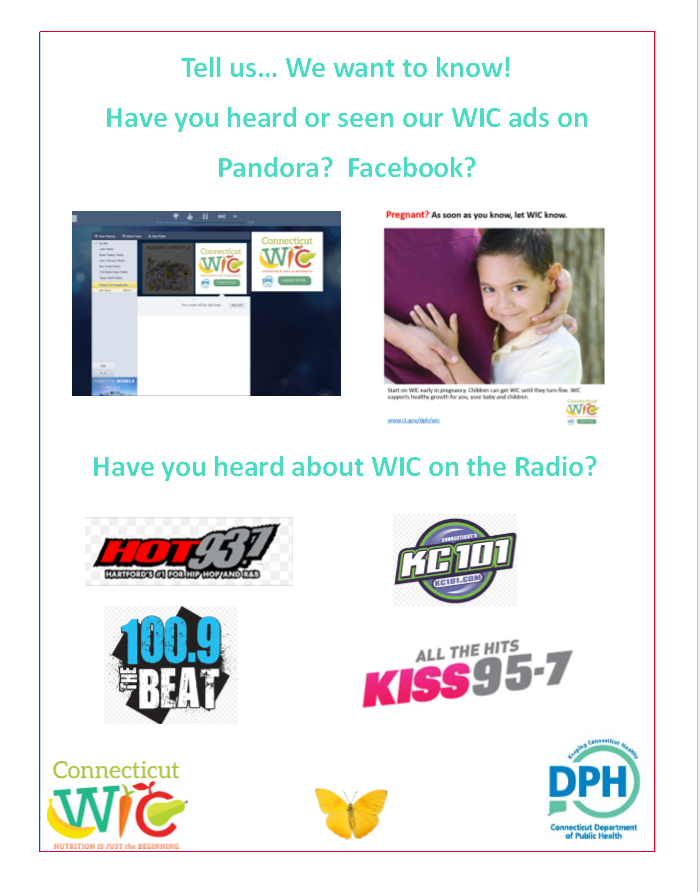 Tell us... We want to know!
Have you heard or seen our WIC ads on
Pandora?  Facebook?
Connecticut
WIC
Connecticut
WIC
Pregnant? As soon as you know, let WIC know.
Start on WIC early in pregnancy. Children can get WIC until they turn five. WIC
supports healthy growth for you, your baby and children.
www.ct.gov/dph/wic
Connecticut
WIC
Have you heard about WIC on the Radio?
HOT 93.7
HARTFORD'S #1 FOR HIP HOP AND R&B
CONNECTICUT'S
KC101
KC101.COM
100.9
THE
BEAT
ALL THE HITS
KISS95-7
Connecticut
WIC
NUTRITION IS JUST the BEGINNING.
Keeping Connecticut Healthy
DPH
Connecticut Department
of Public Health